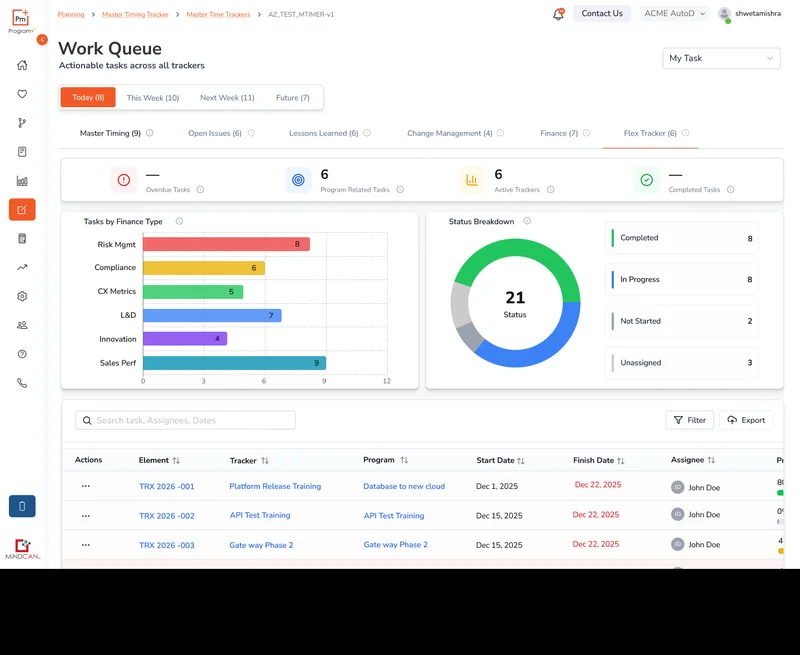 Pm
Program+
Planning > Master Timing Tracker > Master Time Trackers > AZ_TEST_MTIMER-v1
Contact Us
ACME AutoD
shwetamishra
Work Queue
Actionable tasks across all trackers
My Task
Today (8)
This Week (10)
Next Week (11)
Future (7)
Master Timing (9)
Open Issues (6)
Lessons Learned (6)
Change Management (4)
Finance (7)
Flex Tracker (6)
—
Overdue Tasks
6
Program Related Tasks
6
Active Trackers
—
Completed Tasks
Tasks by Finance Type
Risk Mgmt 8
Compliance 6
CX Metrics 5
L&D 7
Innovation 4
Sales Perf 9
0 3 6 9 12
Status Breakdown
21
Status
Completed 8
In Progress 8
Not Started 2
Unassigned 3
Search task, Assignees, Dates
Filter
Export
Actions Element Tracker Program Start Date Finish Date Assignee
... TRX 2026 -001 Platform Release Training Database to new cloud Dec 1, 2025 Dec 22, 2025 JD John Doe
... TRX 2026 -002 API Test Training API Test Training Dec 15, 2025 Dec 22, 2025 JD John Doe
... TRX 2026 -003 Gate way Phase 2 Gate way Phase 2 Dec 15, 2025 Dec 22, 2025 JD John Doe
MINDCAN